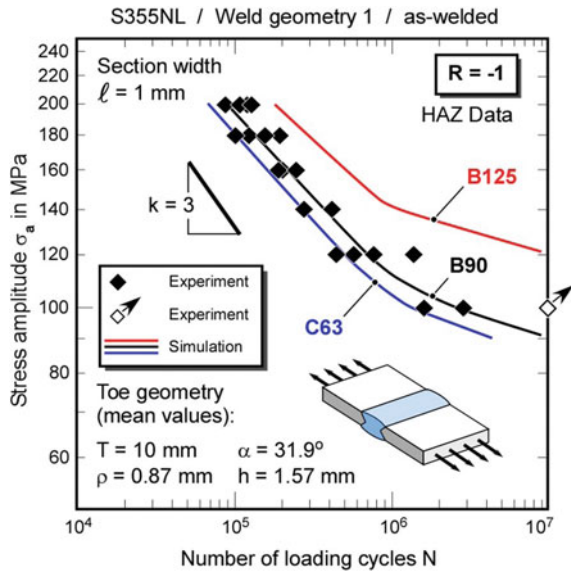 S355NL / Weld geometry 1 / as-welded
240
220
200
180
160
140
120
100
80
60
Stress amplitude σa in MPa
Section width
ℓ = 1 mm
R = -1
HAZ Data
B125
k = 3
B90
C63
Experiment
Experiment
Simulation
Toe geometry
(mean values):
T = 10 mm α = 31.9º
ρ = 0.87 mm h = 1.57 mm
10⁴ 10⁵ 10⁶ 10⁷
Number of loading cycles N